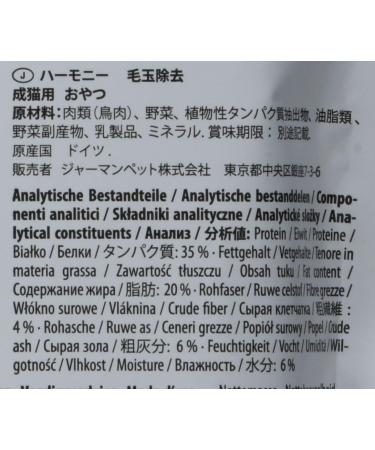 Ⓙ ハーモニー 毛玉除去
成猫用 おやつ
原材料: 肉類（鳥肉）、野菜、植物性タンパク質抽出物、油脂類、
野菜副産物、乳製品、ミネラル. 賞味期限：別途記載.
原産国 ドイツ.
販売者 ジャーマンペット株式会社 東京都中央区銀座7-3-6
Analytische Bestandteile / Analytische bestanddelen / Compo-
nenti analitici / Składniki analityczne / Analytické složky / Ana-
lytical constituents / Анализ / 分析値: Protein / Eiwit / Proteine /
Białko / Белки / タンパク質: 35 % · Fettgehalt / Vetgehalte / Tenore in
materia grassa / Zawartość tłuszczu / Obsah tuku / Fat content /
Содержание жира / 脂肪: 20 % · Rohfaser / Ruwe celstof / Fibre grezze /
Włókno surowe / Vláknina / Crude fiber / Сырая клетчатка / 粗繊維:
4 % · Rohasche / Ruwe as / Ceneri grezze / Popiół surowy / Popel / Crude
ash / Сырая зола / 粗灰分: 6 % · Feuchtigkeit / Vocht / Umidità / Wil-
gotność / Vlhkost / Moisture / Влажность / 水分: 6 %